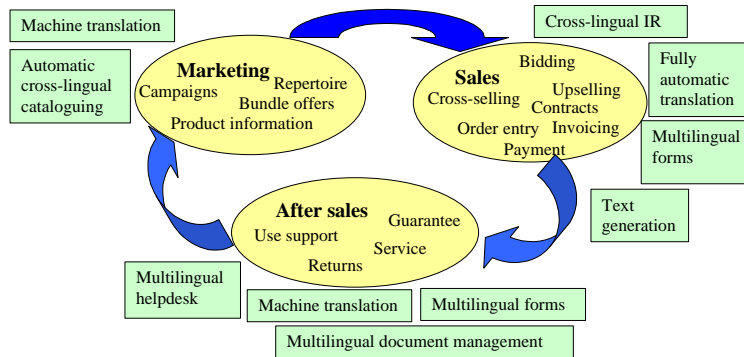 Machine translation
Automatic
cross-lingual
cataloguing
Marketing
Campaigns
Repertoire
Bundle offers
Product information
Cross-lingual IR
Sales
Bidding
Cross-selling
Upselling
Contracts
Order entry
Invoicing
Payment
Fully
automatic
translation
Multilingual
forms
Text
generation
After sales
Guarantee
Use support
Service
Returns
Multilingual
helpdesk
Machine translation
Multilingual forms
Multilingual document management